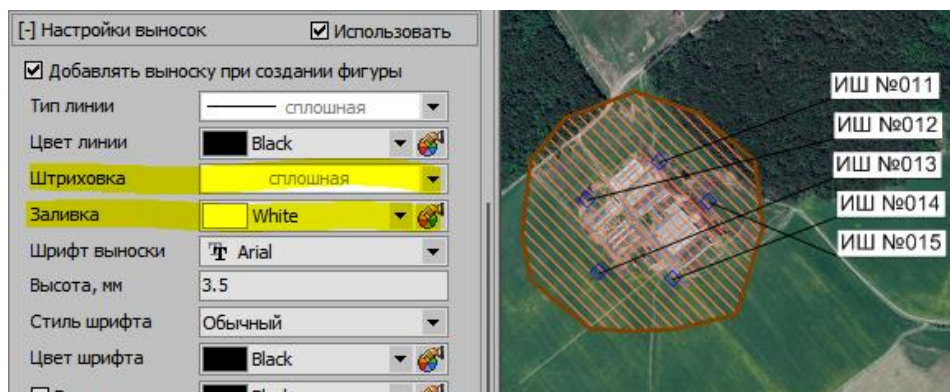 [-] Настройки выносок Использовать
Добавлять выноску при создании фигуры
Тип линии сплошная
Цвет линии Black
Штриховка сплошная
Заливка White
Шрифт выноски Arial
Высота, мм 3.5
Стиль шрифта Обычный
Цвет шрифта Black
ИШ №011
ИШ №012
ИШ №013
ИШ №014
ИШ №015